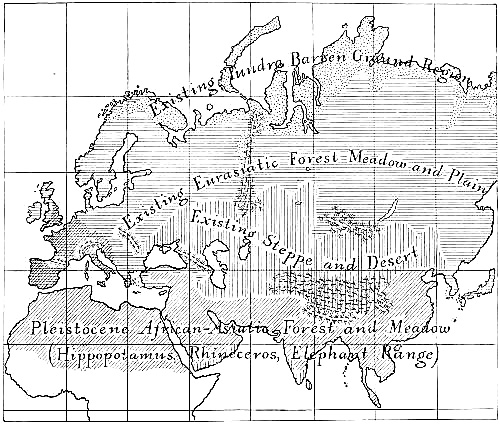 Existing Tundra Barren Ground Region
Existing Eurasiatic Forest-Meadow and Plain
Existing Steppe and Desert
Pleistocene African-Asiatic Forest and Meadow
(Hippopotamus, Rhineceros, Elephant Range)